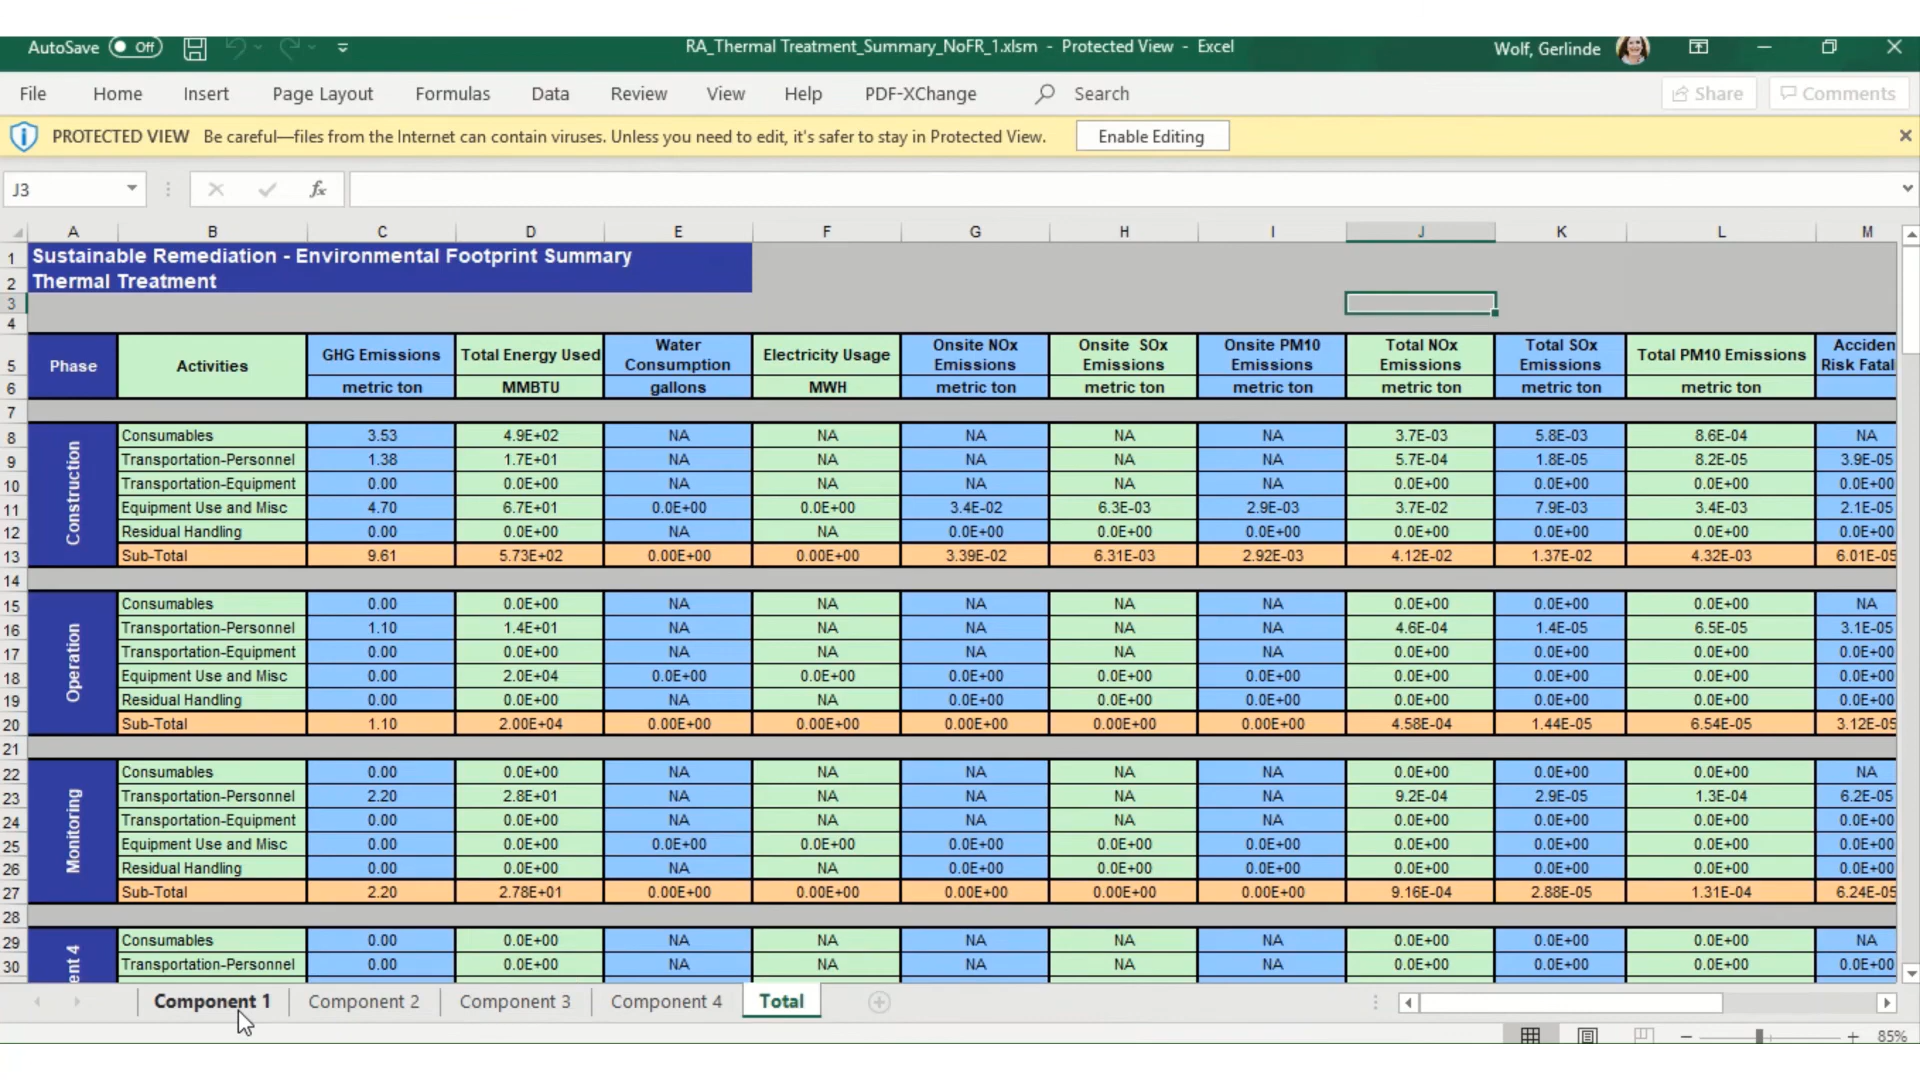 AutoSave Off RA_Thermal Treatment_Summary_NoFR_1.xlsm - Protected View - Excel Wolf, Gerlinde
File Home Insert Page Layout Formulas Data Review View Help PDF-XChange Search Share Comments
PROTECTED VIEW Be careful—files from the Internet can contain viruses. Unless you need to edit, it's safer to stay in Protected View. Enable Editing
J3 fx
A B C D E F G H I J K L M
1 Sustainable Remediation - Environmental Footprint Summary
2 Thermal Treatment
3
4
5 Phase Activities GHG Emissions Total Energy Used Water Consumption Electricity Usage Onsite NOx Emissions Onsite SOx Emissions Onsite PM10 Emissions Total NOx Emissions Total SOx Emissions Total PM10 Emissions Acciden Risk Fatal
6 metric ton MMBTU gallons MWH metric ton metric ton metric ton metric ton metric ton metric ton
7
Construction
8 Consumables 3.53 4.9E+02 NA NA NA NA NA 3.7E-03 5.8E-03 8.6E-04 NA
9 Transportation-Personnel 1.38 1.7E+01 NA NA NA NA NA 5.7E-04 1.8E-05 8.2E-05 3.9E-05
10 Transportation-Equipment 0.00 0.0E+00 NA NA NA NA NA 0.0E+00 0.0E+00 0.0E+00 0.0E+00
11 Equipment Use and Misc 4.70 6.7E+01 0.0E+00 0.0E+00 3.4E-02 6.3E-03 2.9E-03 3.7E-02 7.9E-03 3.4E-03 2.1E-05
12 Residual Handling 0.00 0.0E+00 NA NA 0.0E+00 0.0E+00 0.0E+00 0.0E+00 0.0E+00 0.0E+00 0.0E+00
13 Sub-Total 9.61 5.73E+02 0.00E+00 0.00E+00 3.39E-02 6.31E-03 2.92E-03 4.12E-02 1.37E-02 4.32E-03 6.01E-05
14
Operation
15 Consumables 0.00 0.0E+00 NA NA NA NA NA 0.0E+00 0.0E+00 0.0E+00 NA
16 Transportation-Personnel 1.10 1.4E+01 NA NA NA NA NA 4.6E-04 1.4E-05 6.5E-05 3.1E-05
17 Transportation-Equipment 0.00 0.0E+00 NA NA NA NA NA 0.0E+00 0.0E+00 0.0E+00 0.0E+00
18 Equipment Use and Misc 0.00 2.0E+04 0.0E+00 0.0E+00 0.0E+00 0.0E+00 0.0E+00 0.0E+00 0.0E+00 0.0E+00 0.0E+00
19 Residual Handling 0.00 0.0E+00 NA NA 0.0E+00 0.0E+00 0.0E+00 0.0E+00 0.0E+00 0.0E+00 0.0E+00
20 Sub-Total 1.10 2.00E+04 0.00E+00 0.00E+00 0.00E+00 0.00E+00 0.00E+00 4.58E-04 1.44E-05 6.54E-05 3.12E-05
21
Monitoring
22 Consumables 0.00 0.0E+00 NA NA NA NA NA 0.0E+00 0.0E+00 0.0E+00 NA
23 Transportation-Personnel 2.20 2.8E+01 NA NA NA NA NA 9.2E-04 2.9E-05 1.3E-04 6.2E-05
24 Transportation-Equipment 0.00 0.0E+00 NA NA NA NA NA 0.0E+00 0.0E+00 0.0E+00 0.0E+00
25 Equipment Use and Misc 0.00 0.0E+00 0.0E+00 0.0E+00 0.0E+00 0.0E+00 0.0E+00 0.0E+00 0.0E+00 0.0E+00 0.0E+00
26 Residual Handling 0.00 0.0E+00 NA NA 0.0E+00 0.0E+00 0.0E+00 0.0E+00 0.0E+00 0.0E+00 0.0E+00
27 Sub-Total 2.20 2.78E+01 0.00E+00 0.00E+00 0.00E+00 0.00E+00 0.00E+00 9.16E-04 2.88E-05 1.31E-04 6.24E-05
28
ent 4
29 Consumables 0.00 0.0E+00 NA NA NA NA NA 0.0E+00 0.0E+00 0.0E+00 NA
30 Transportation-Personnel 0.00 0.0E+00 NA NA NA NA NA 0.0E+00 0.0E+00 0.0E+00 0.0E+00
Component 1 Component 2 Component 3 Component 4 Total
85%